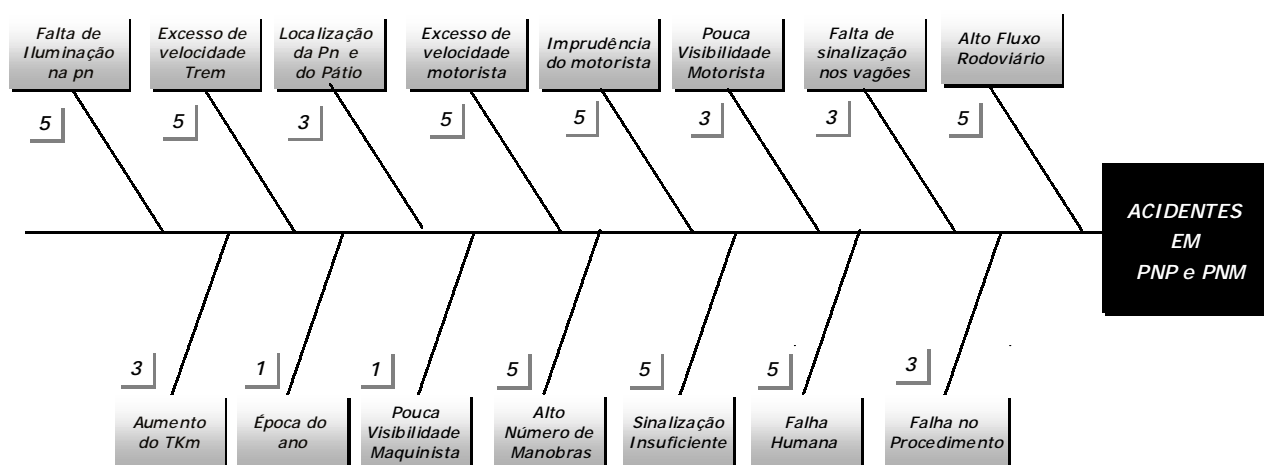 Falta de
Iluminação
na pn
Excesso de
velocidade
Trem
Localização
da Pn e
do Pátio
Excesso de
velocidade
motorista
Imprudência
do motorista
Pouca
Visibilidade
Motorista
Falta de
sinalização
nos vagões
Alto Fluxo
Rodoviário
5
5
3
5
5
3
3
5
ACIDENTES
EM
PNP e PNM
3
1
1
5
5
5
3
Aumento
do TKm
Época do
ano
Pouca
Visibilidade
Maquinista
Alto
Número de
Manobras
Sinalização
Insuficiente
Falha
Humana
Falha no
Procedimento